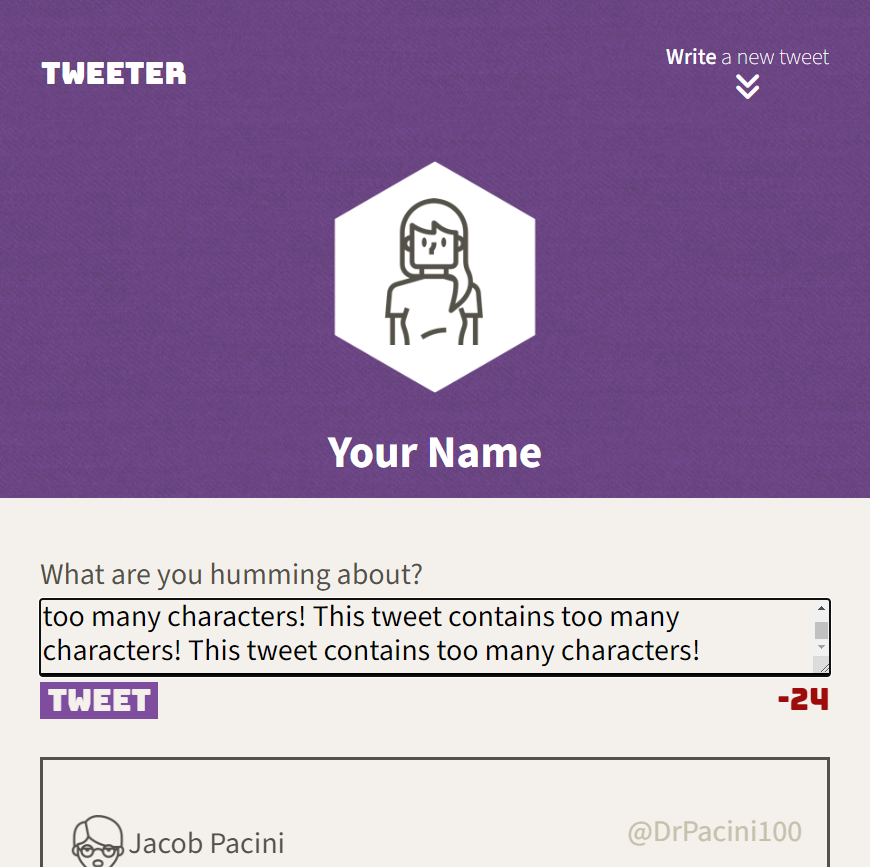 TWEETER
Write a new tweet
Your Name
What are you humming about?
too many characters! This tweet contains too many
characters! This tweet contains too many characters!
TWEET
-24
Jacob Pacini
@DrPacini100